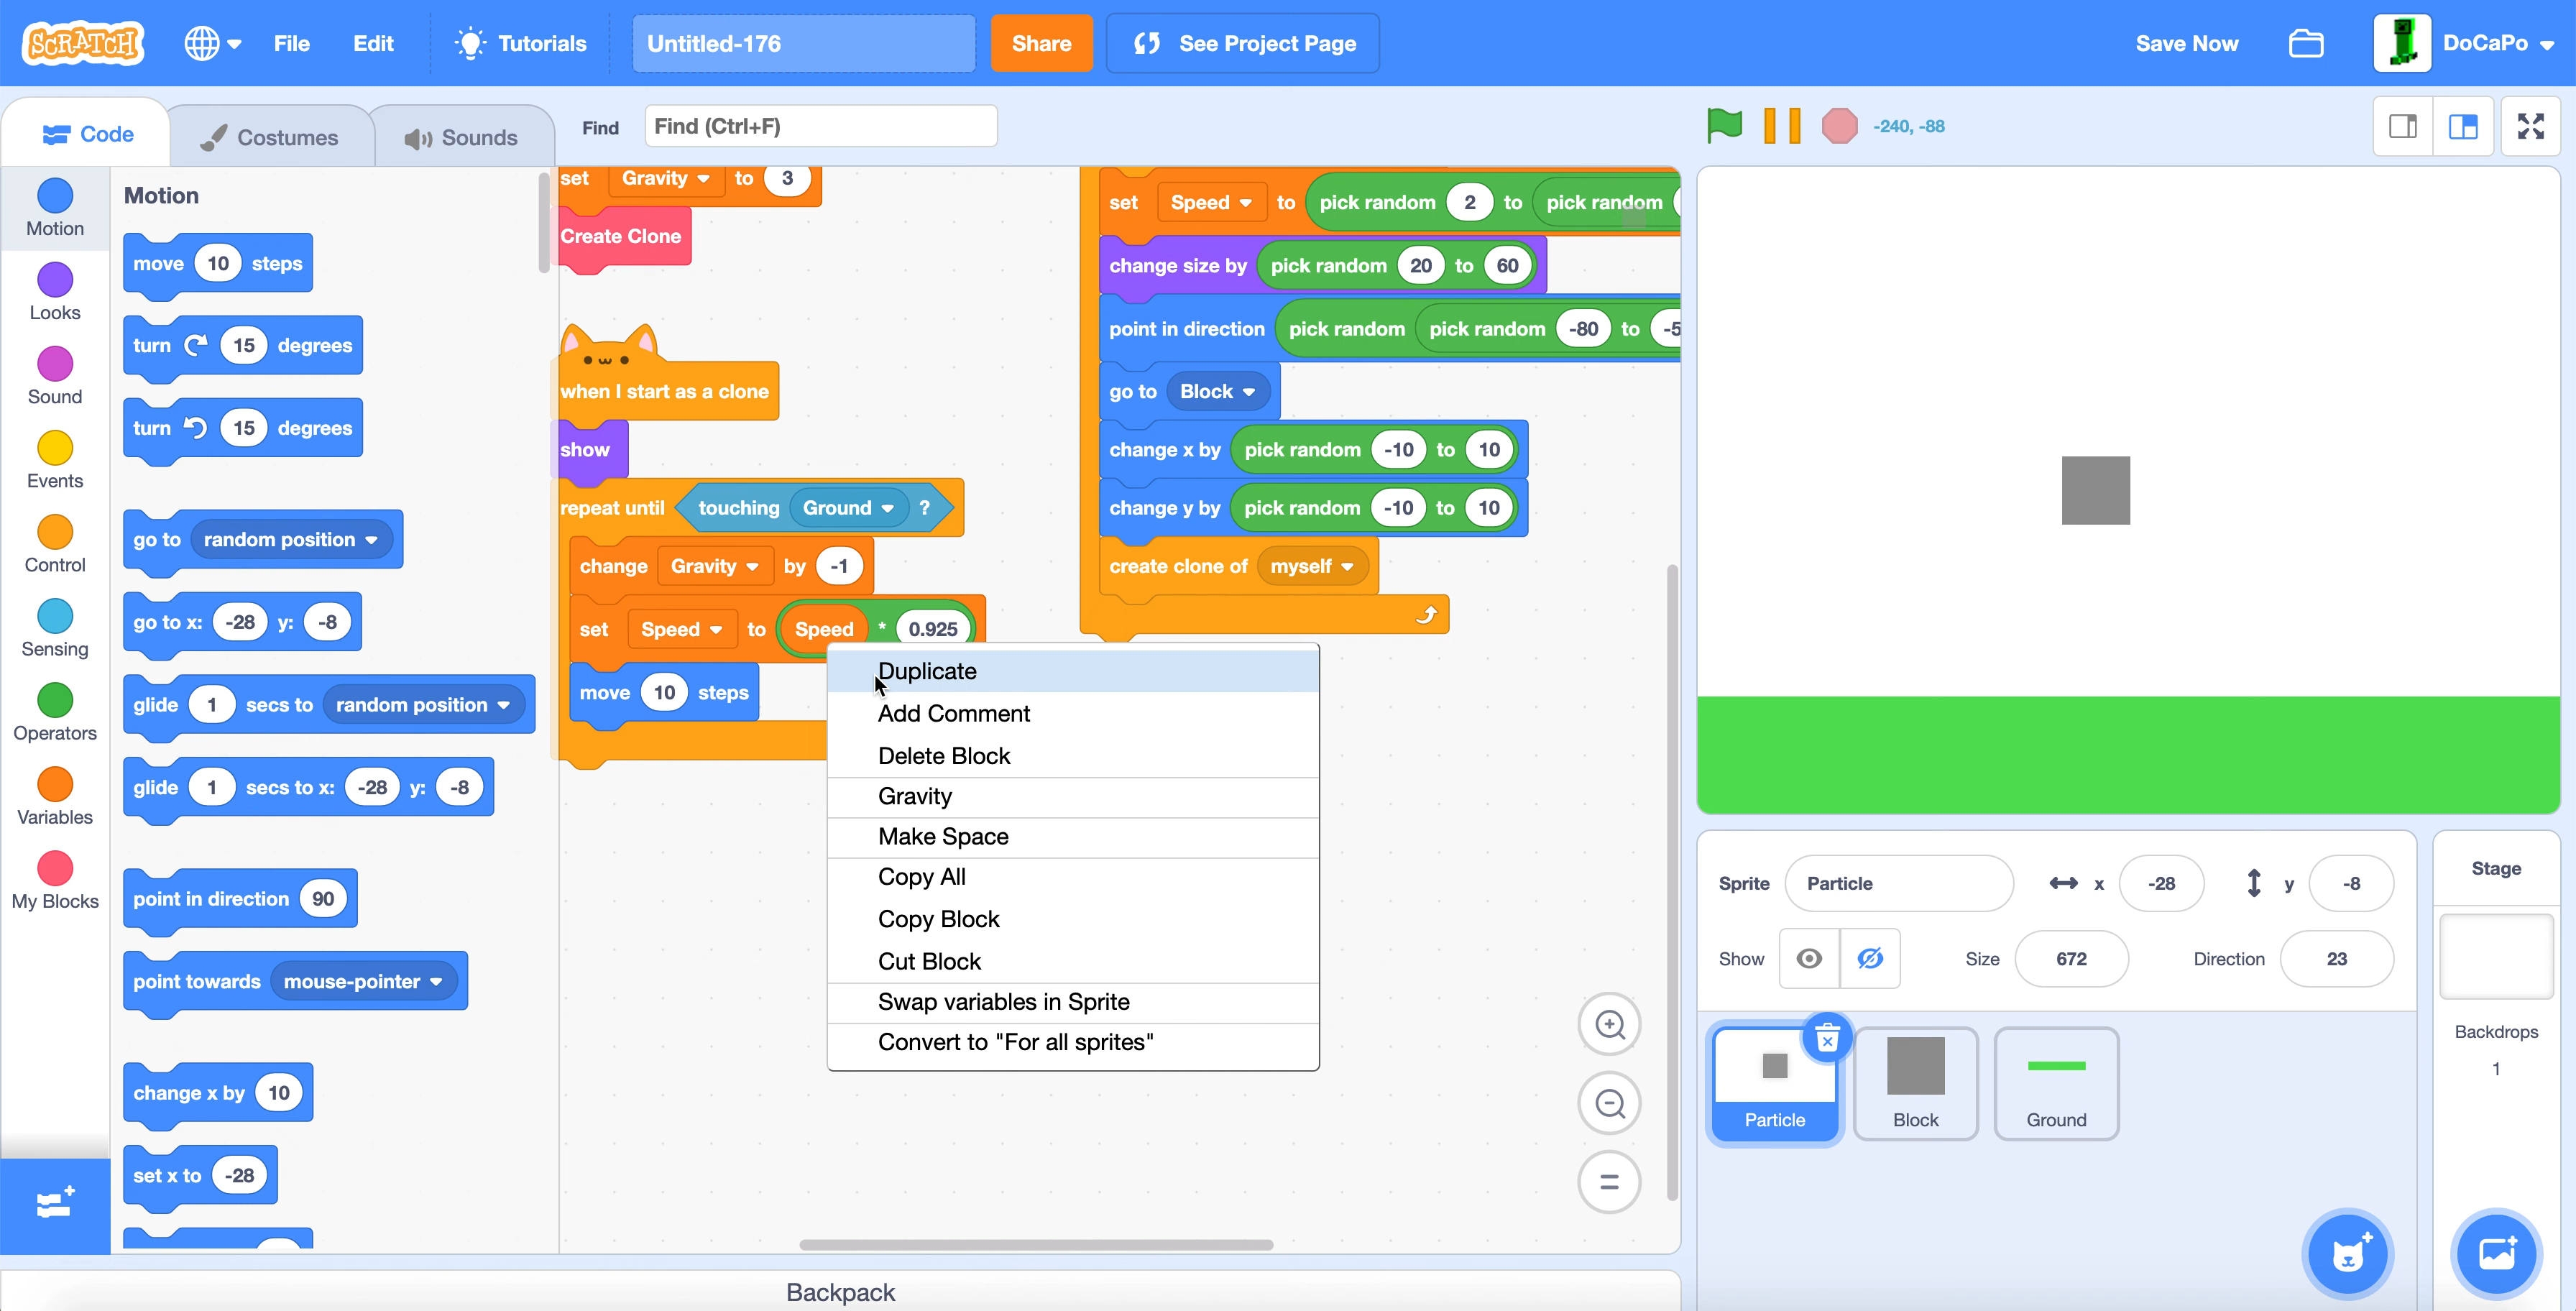 SCRATCH File Edit Tutorials Untitled-176 Share See Project Page Save Now DoCaPo
Code Costumes Sounds Find Find (Ctrl+F) -240, -88
Motion
Looks
Sound
Events
Control
Sensing
Operators
Variables
My Blocks
Motion
move 10 steps
turn 15 degrees
turn 15 degrees
go to random position
go to x: -28 y: -8
glide 1 secs to random position
glide 1 secs to x: -28 y: -8
point in direction 90
point towards mouse-pointer
change x by 10
set x to -28
set Gravity to 3
Create Clone
when I start as a clone
show
repeat until touching Ground ?
change Gravity by -1
set Speed to Speed * 0.925
move 10 steps
Duplicate
Add Comment
Delete Block
Gravity
Make Space
Copy All
Copy Block
Cut Block
Swap variables in Sprite
Convert to "For all sprites"
set Speed to pick random 2 to pick random
change size by pick random 20 to 60
point in direction pick random pick random -80 to -5
go to Block
change x by pick random -10 to 10
change y by pick random -10 to 10
create clone of myself
Backpack
Sprite Particle x -28 y -8
Show Size 672 Direction 23
Particle Block Ground
Stage
Backdrops
1